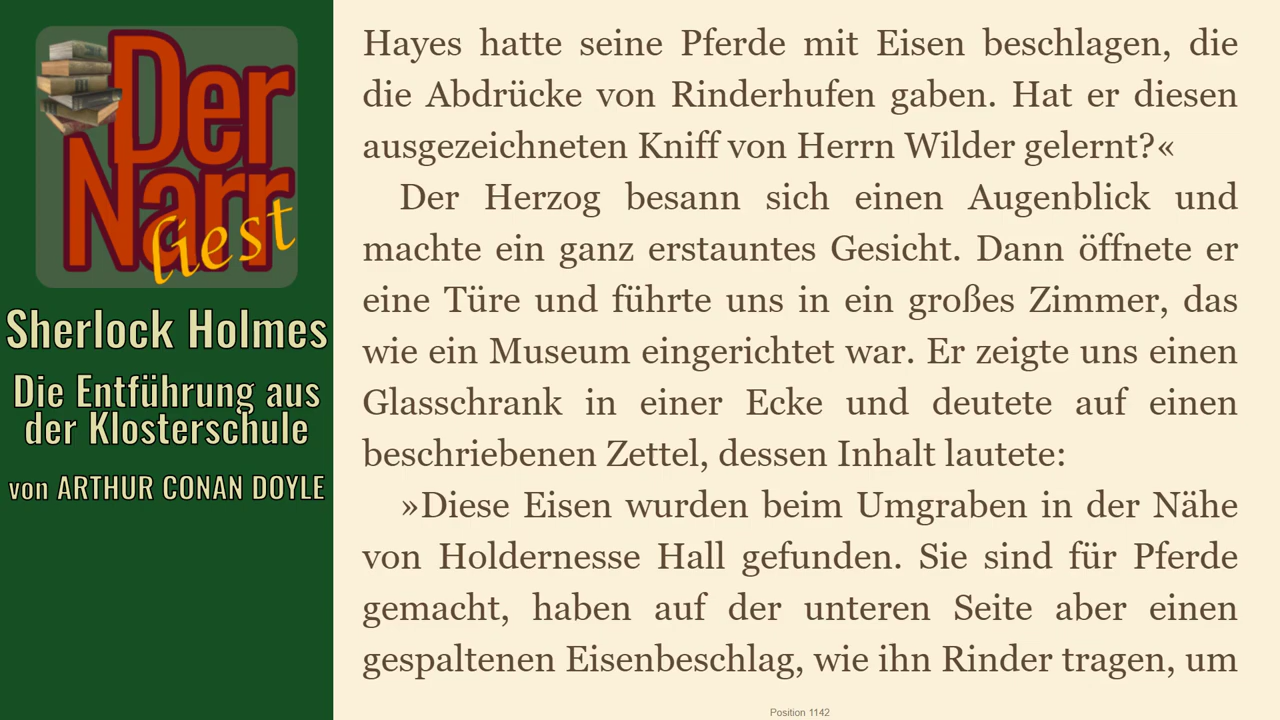 Der
Narr
liest
Sherlock Holmes
Die Entführung aus
der Klosterschule
von ARTHUR CONAN DOYLE
Hayes hatte seine Pferde mit Eisen beschlagen, die
die Abdrücke von Rinderhufen gaben. Hat er diesen
ausgezeichneten Kniff von Herrn Wilder gelernt?«
Der Herzog besann sich einen Augenblick und
machte ein ganz erstauntes Gesicht. Dann öffnete er
eine Türe und führte uns in ein großes Zimmer, das
wie ein Museum eingerichtet war. Er zeigte uns einen
Glasschrank in einer Ecke und deutete auf einen
beschriebenen Zettel, dessen Inhalt lautete:
»Diese Eisen wurden beim Umgraben in der Nähe
von Holdernesse Hall gefunden. Sie sind für Pferde
gemacht, haben auf der unteren Seite aber einen
gespaltenen Eisenbeschlag, wie ihn Rinder tragen, um
Position 1142